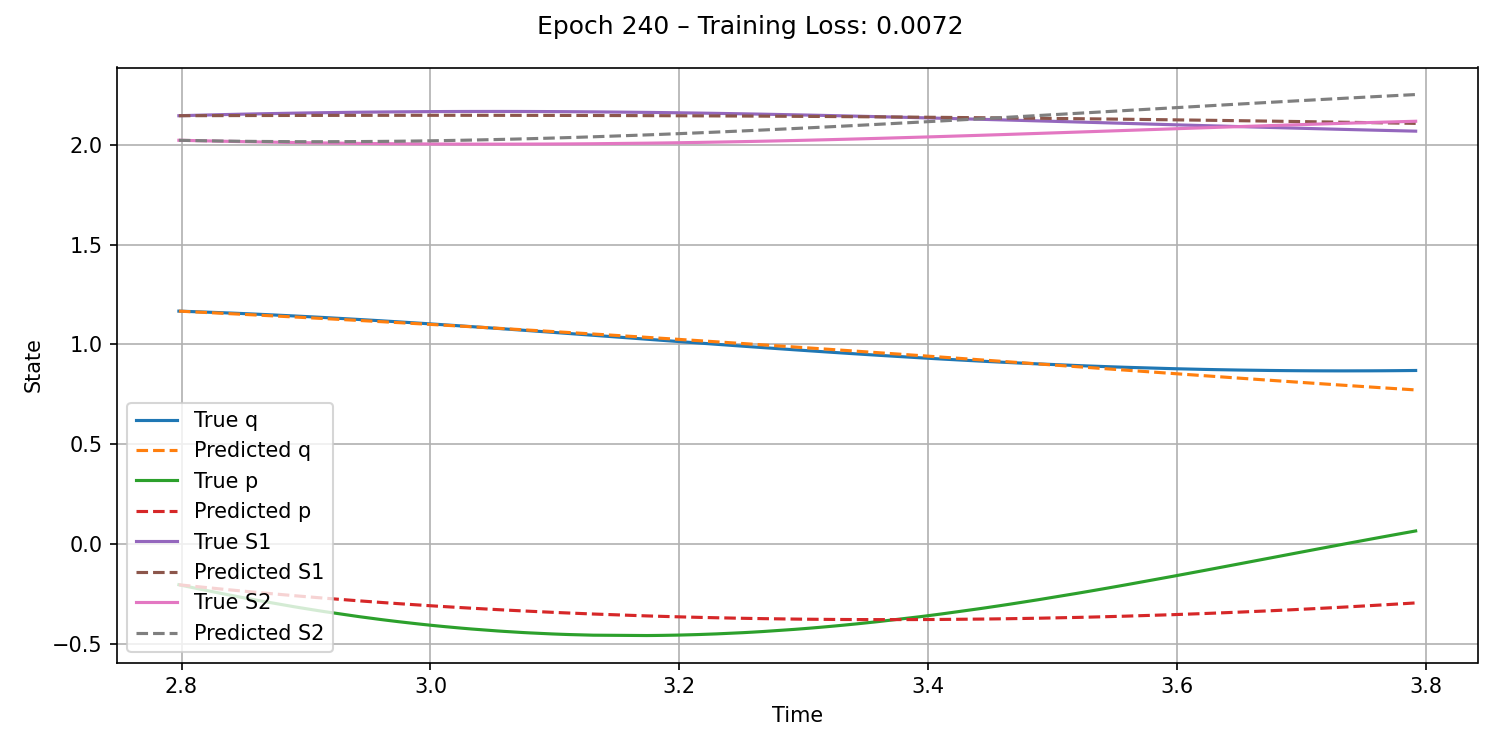 Epoch 240 – Training Loss: 0.0072
State
2.0
1.5
1.0
0.5
0.0
−0.5
True q
Predicted q
True p
Predicted p
True S1
Predicted S1
True S2
Predicted S2
2.8
3.0
3.2
3.4
3.6
3.8
Time